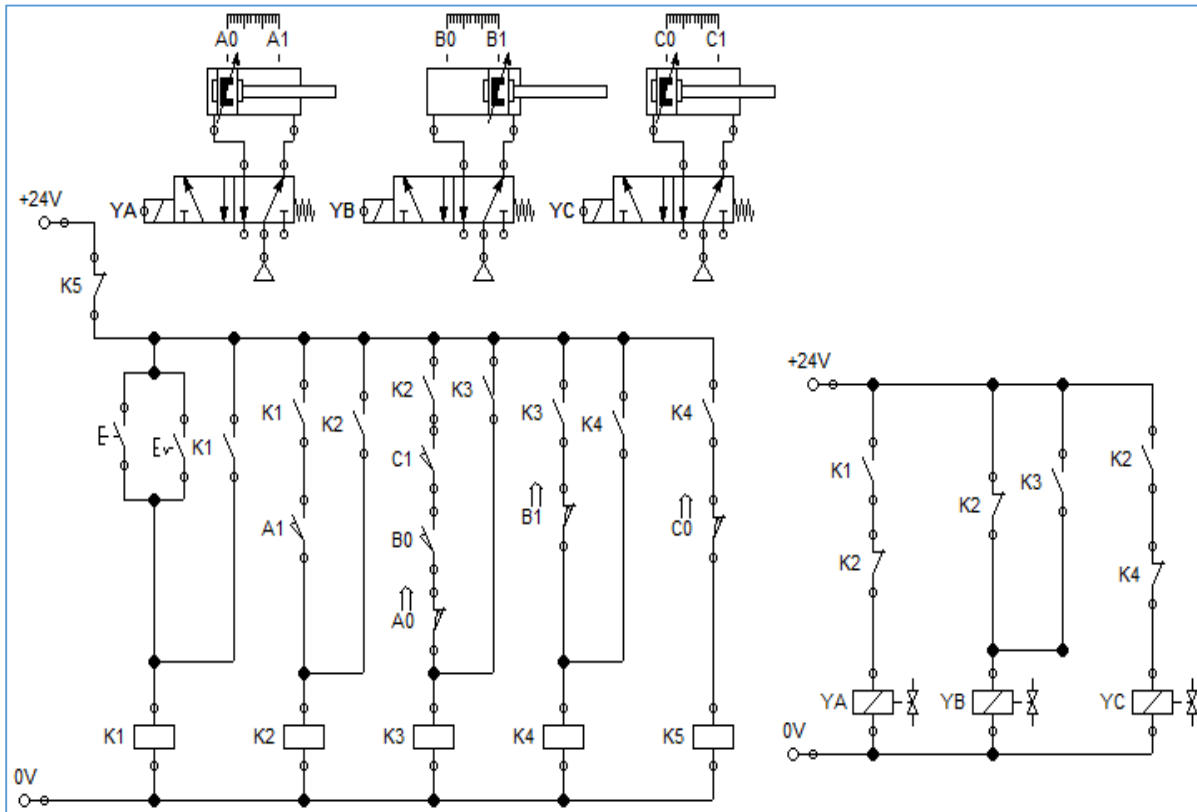 A0 A1 B0 B1 C0 C1
YA YB YC
+24V
K5
+24V
K2 K3
K1 K2 K3 K4 K4
E E K1 K2
K1 K3 K2
C1
B1 C0 K2
A1 B0
K2 K4
A0
YA YB YC
K1 K2 K3 K4 K5
0V
0V